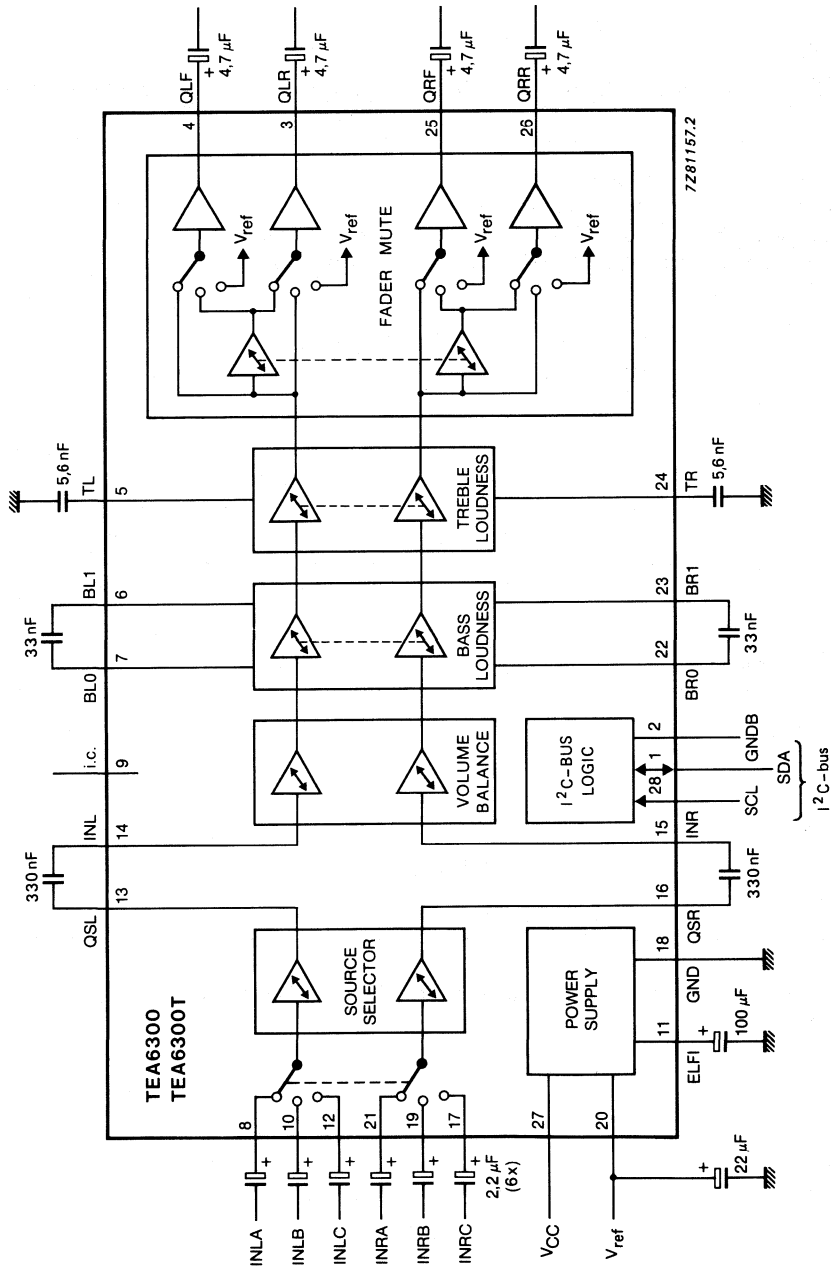 TEA6300
TEA6300T
INLA
INLB
INLC
INRA
INRB
INRC
2,2 µF
(6x)
8
10
12
21
19
17
VCC
27
Vref
20
22 µF
+
+
+
+
+
+
+
SOURCE
SELECTOR
POWER
SUPPLY
11
ELFI
+
100 µF
18
GND
QSL
13
330 nF
14
INL
16
QSR
330 nF
15
INR
i.c.
9
VOLUME
BALANCE
I²C-BUS
LOGIC
28
1
2
SCL
SDA
GNDB
I²C-bus
BL0
7
33 nF
6
BL1
BASS
LOUDNESS
22
BR0
33 nF
23
BR1
TL
5
5,6 nF
TREBLE
LOUDNESS
24
TR
5,6 nF
FADER MUTE
Vref
Vref
Vref
Vref
4
QLF
+
4,7 µF
3
QLR
+
4,7 µF
25
QRF
+
4,7 µF
26
QRR
+
4,7 µF
7Z81157.2